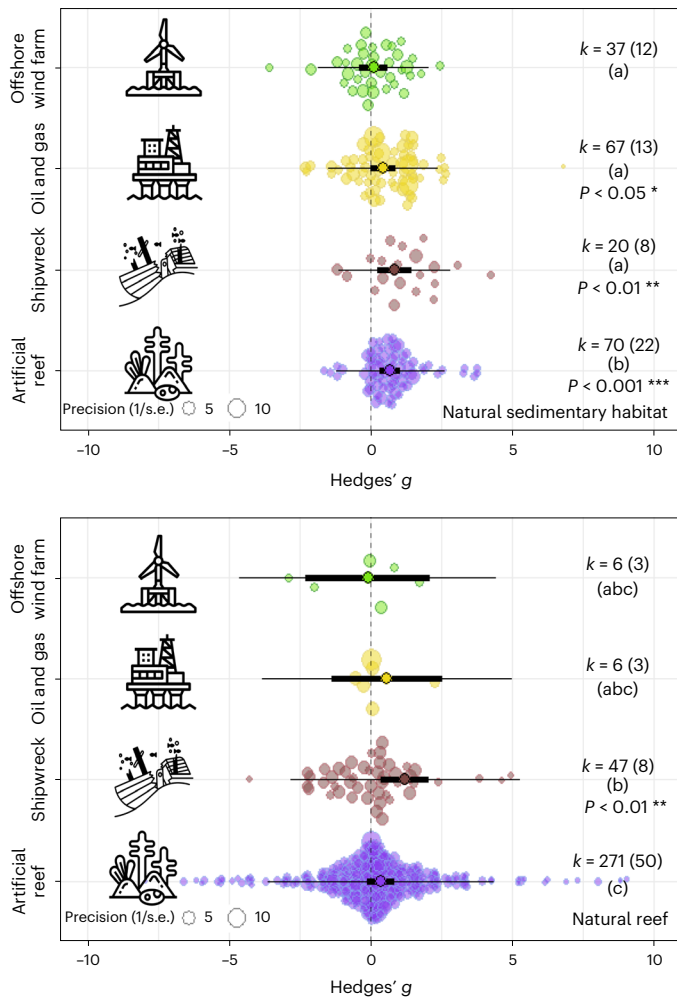 Offshore
wind farm
k = 37 (12)
(a)
Oil and gas
k = 67 (13)
(a)
P < 0.05 *
Shipwreck
k = 20 (8)
(a)
P < 0.01 **
Artificial
reef
k = 70 (22)
(b)
P < 0.001 ***
Precision (1/s.e.) 5 10
Natural sedimentary habitat
−10 −5 0 5 10
Hedges’ g
Offshore
wind farm
k = 6 (3)
(abc)
Oil and gas
k = 6 (3)
(abc)
Shipwreck
k = 47 (8)
(b)
P < 0.01 **
Artificial
reef
k = 271 (50)
(c)
Precision (1/s.e.) 5 10
Natural reef
−10 −5 0 5 10
Hedges’ g